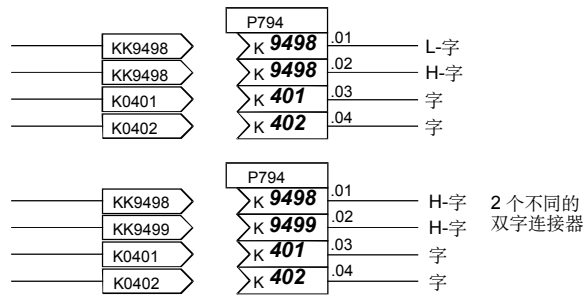 P794
KK9498 K 9498 .01 L-字
KK9498 K 9498 .02 H-字
K0401 K 401 .03 字
K0402 K 402 .04 字
P794
KK9498 K 9498 .01 H-字 2 个不同的
KK9499 K 9499 .02 H-字 双字连接器
K0401 K 401 .03 字
K0402 K 402 .04 字